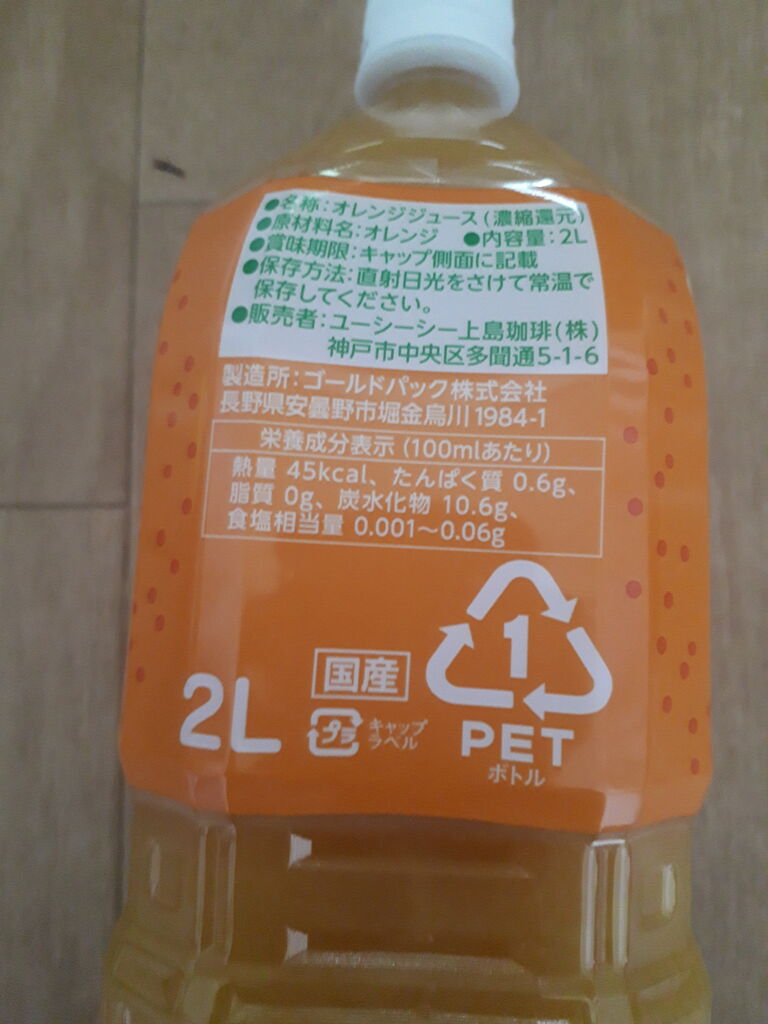 ●名称:オレンジジュース(濃縮還元)
●原材料名:オレンジ ●内容量:2L
●賞味期限:キャップ側面に記載
●保存方法:直射日光をさけて常温で
保存してください。
●販売者:ユーシーシー上島珈琲(株)
神戸市中央区多聞通5-1-6
製造所:ゴールドパック株式会社
長野県安曇野市堀金烏川1984-1
栄養成分表示(100mlあたり)
熱量 45kcal、たんぱく質 0.6g、
脂質 0g、炭水化物 10.6g、
食塩相当量 0.001～0.06g
1
国産
2L
プラ
キャップ
ラベル
PET
ボトル